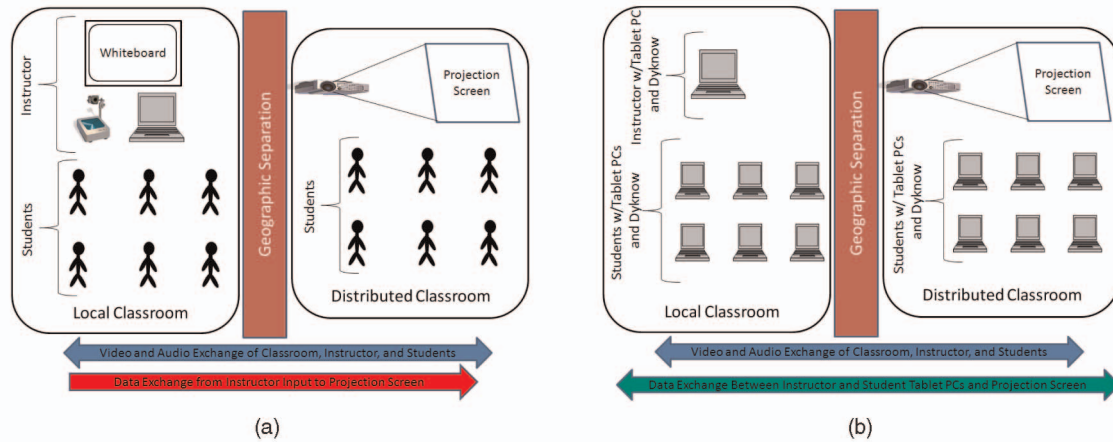 Instructor
Whiteboard
Students
Local Classroom
Geographic Separation
Projection
Screen
Students
Distributed Classroom
Video and Audio Exchange of Classroom, Instructor, and Students
Data Exchange from Instructor Input to Projection Screen
(a)
Instructor w/Tablet PC
and Dyknow
Students w/Tablet PCs
and Dyknow
Local Classroom
Geographic Separation
Projection
Screen
Students w/ Tablet PCs
and Dyknow
Distributed Classroom
Video and Audio Exchange of Classroom, Instructor, and Students
Data Exchange Between Instructor and Student Tablet PCs and Projection Screen
(b)